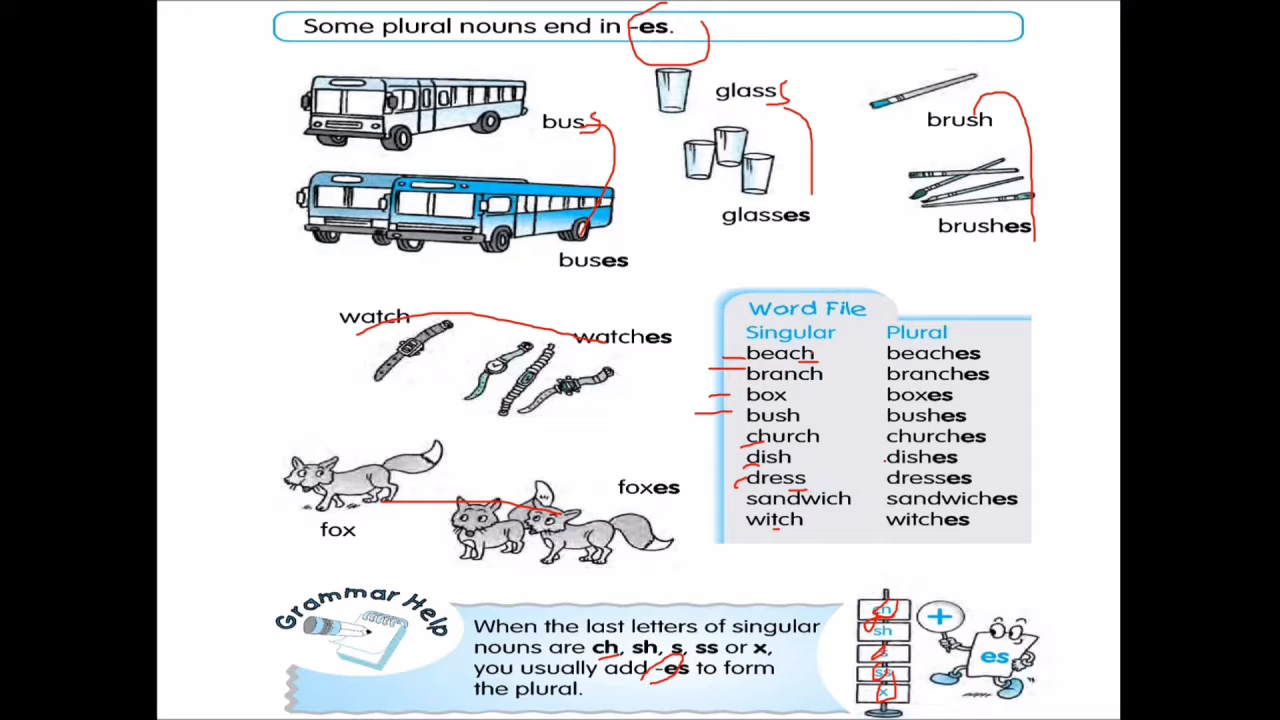 Some plural nouns end in -es.
bus
glass
brush
glasses
brushes
buses
watch
watches
foxes
fox
Word File
Singular Plural
beach beaches
branch branches
box boxes
bush bushes
church churches
dish dishes
dress dresses
sandwich sandwiches
witch witches
Grammar Help
When the last letters of singular
nouns are ch, sh, s, ss or x,
you usually add -es to form
the plural.
ch
sh
s
ss
x
+
es